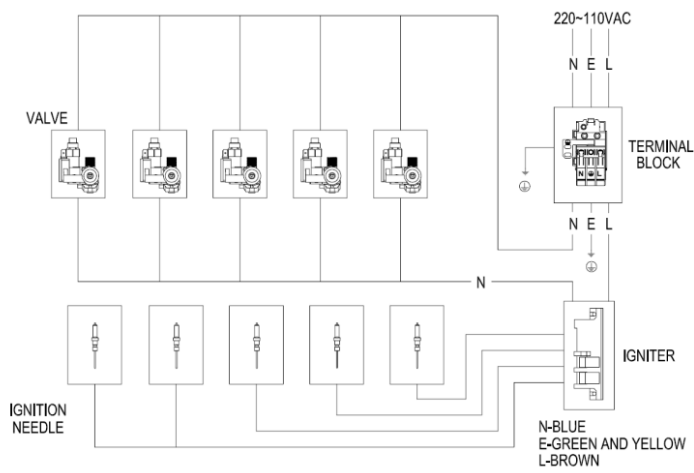 220~110VAC
N E L
VALVE
TERMINAL
BLOCK
N L
N E L
N
IGNITER
IGNITION
NEEDLE
N-BLUE
E-GREEN AND YELLOW
L-BROWN